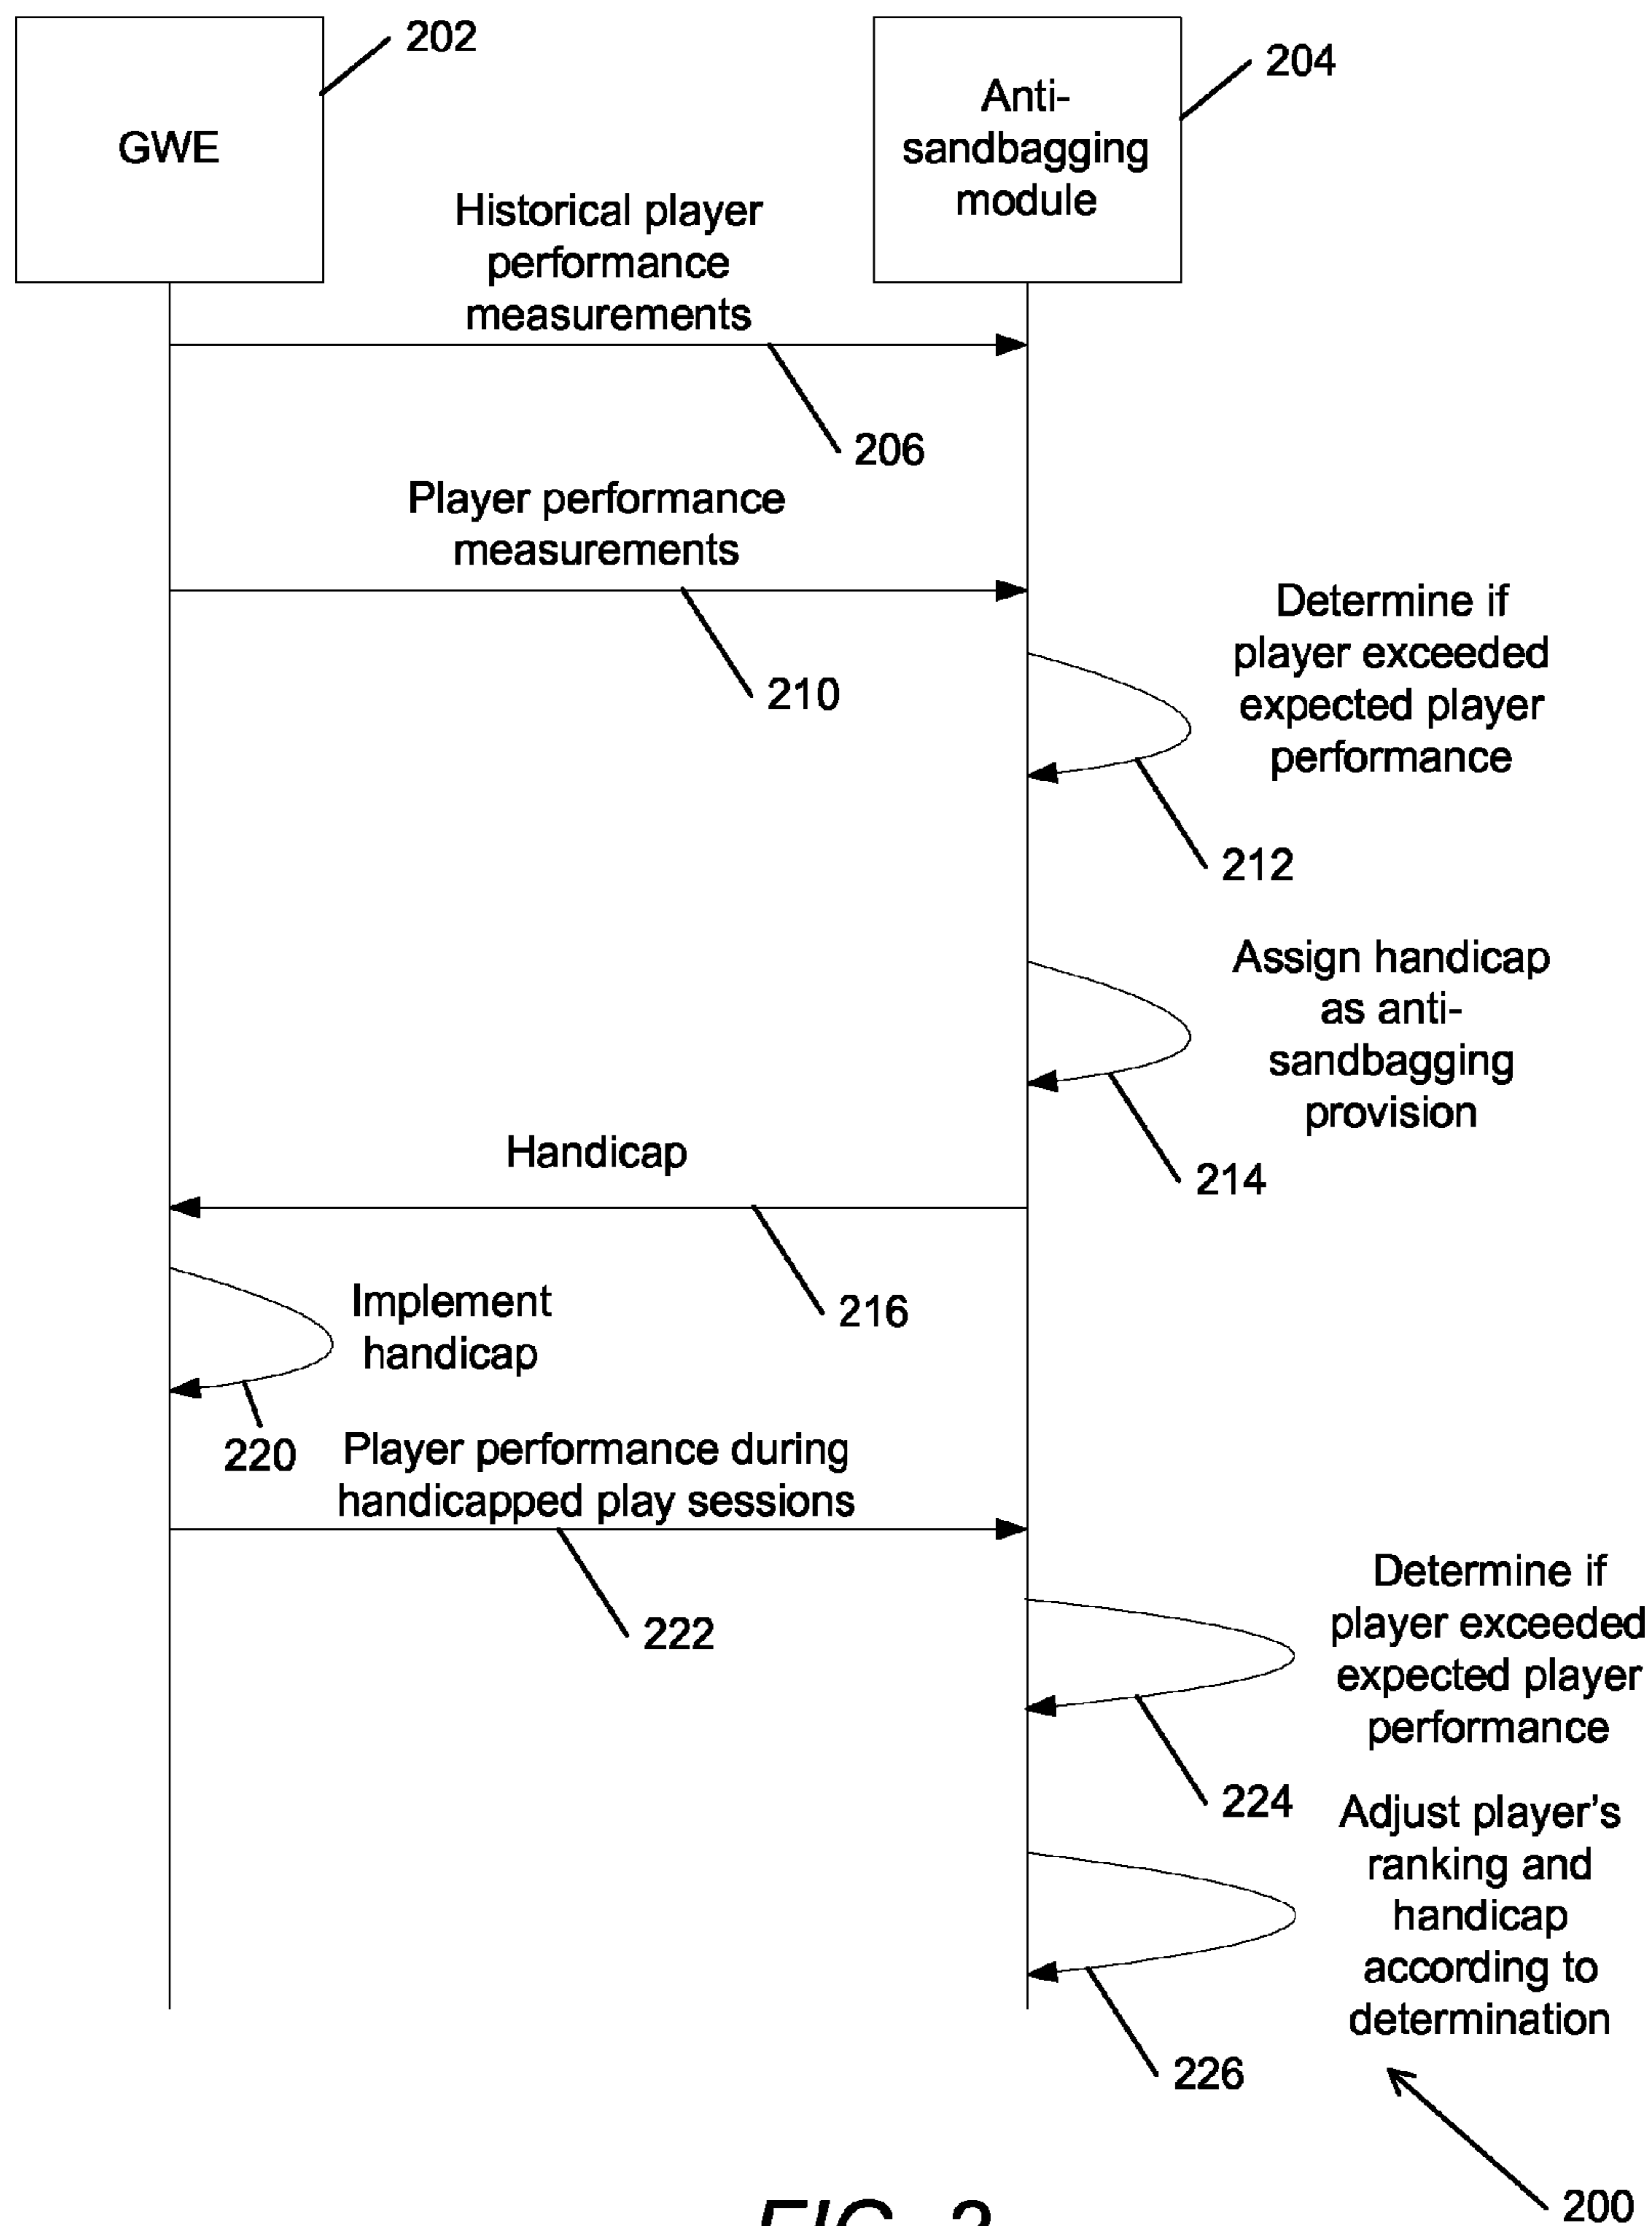 202
GWE
204
Anti-
sandbagging
module
Historical player
performance
measurements
206
Player performance
measurements
210
Determine if
player exceeded
expected player
performance
212
Assign handicap
as anti-
sandbagging
provision
214
Handicap
216
Implement
handicap
220
Player performance during
handicapped play sessions
222
Determine if
player exceeded
expected player
performance
224
Adjust player's
ranking and
handicap
according to
determination
226
200
FIG. 2